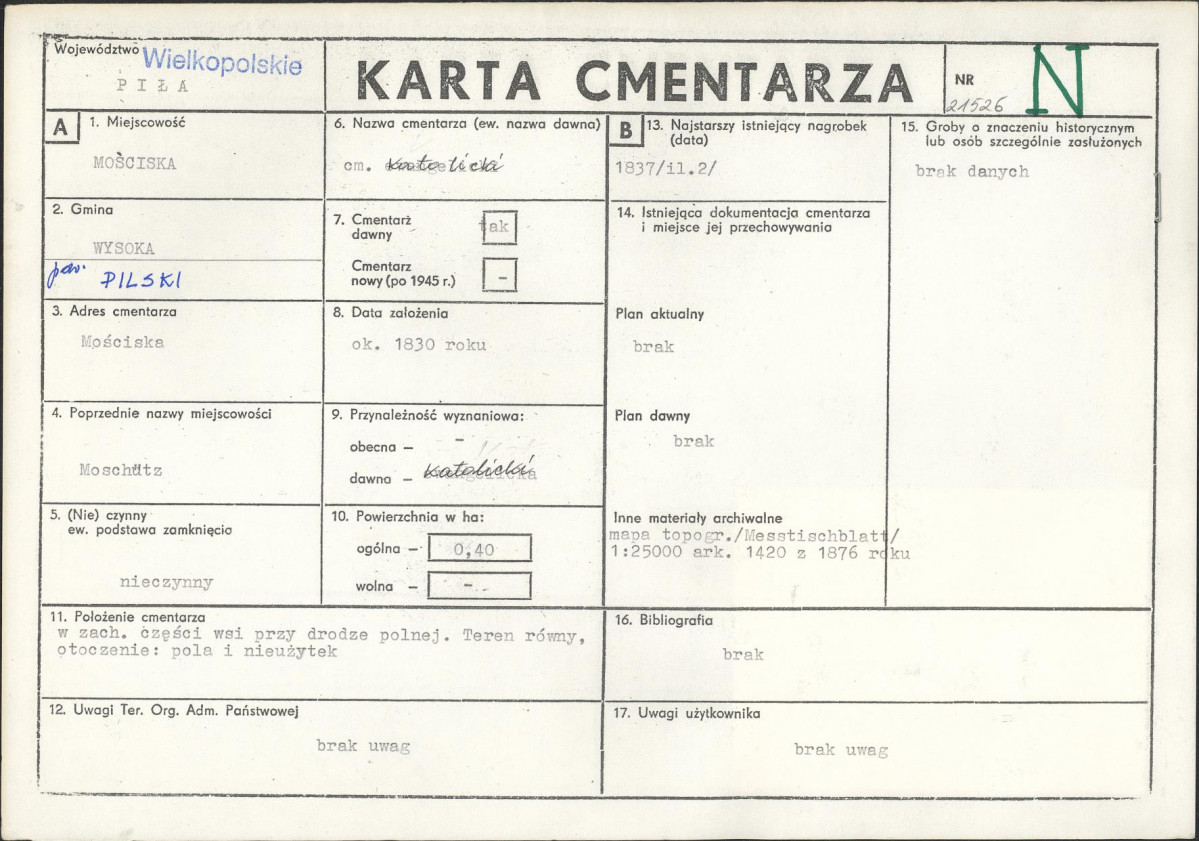 Województwo Wielkopolskie
PIŁA
KARTA CMENTARZA
NR
21526
N
A
1. Miejscowość
MOŚCISKA
2. Gmina
WYSOKA
pow. PILSKI
3. Adres cmentarza
Mościska
4. Poprzednie nazwy miejscowości
Moschütz
5. (Nie) czynny
ew. podstawa zamknięcia
nieczynny
6. Nazwa cmentarza (ew. nazwa dawna)
cm. katolicki
7. Cmentarz
dawny
tak
Cmentarz
nowy (po 1945 r.)
-
8. Data założenia
ok. 1830 roku
9. Przynależność wyznaniowa:
obecna – -
dawna – katolicki
10. Powierzchnia w ha:
ogólna – 0,40
wolna – -
B
13. Najstarszy istniejący nagrobek
(data)
1837/il.2/
14. Istniejąca dokumentacja cmentarza
i miejsce jej przechowywania
Plan aktualny
brak
Plan dawny
brak
Inne materiały archiwalne
mapa topogr./Messtischblatt/
1:25000 ark. 1420 z 1876 roku
15. Groby o znaczeniu historycznym
lub osób szczególnie zasłużonych
brak danych
11. Położenie cmentarza
w zach. części wsi przy drodze polnej. Teren równy,
otoczenie: pola i nieużytek
12. Uwagi Ter. Org. Adm. Państwowej
brak uwag
16. Bibliografia
brak
17. Uwagi użytkownika
brak uwag